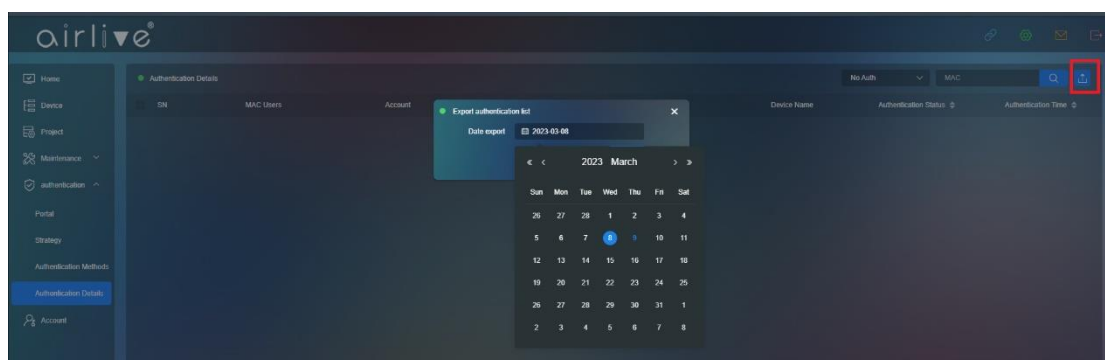 airlive®
Home
Device
Project
Maintenance
authentication
Portal
Strategy
Authentication Methods
Authentication Details
Account
Authentication Details
No Auth
MAC
SN MAC Users Account Device Name Authentication Status Authentication Time
Export authentication list
Date export 2023-03-08
« < 2023 March > »
Sun Mon Tue Wed Thu Fri Sat
26 27 28 1 2 3 4
5 6 7 8 9 10 11
12 13 14 15 16 17 18
19 20 21 22 23 24 25
26 27 28 29 30 31 1
2 3 4 5 6 7 8